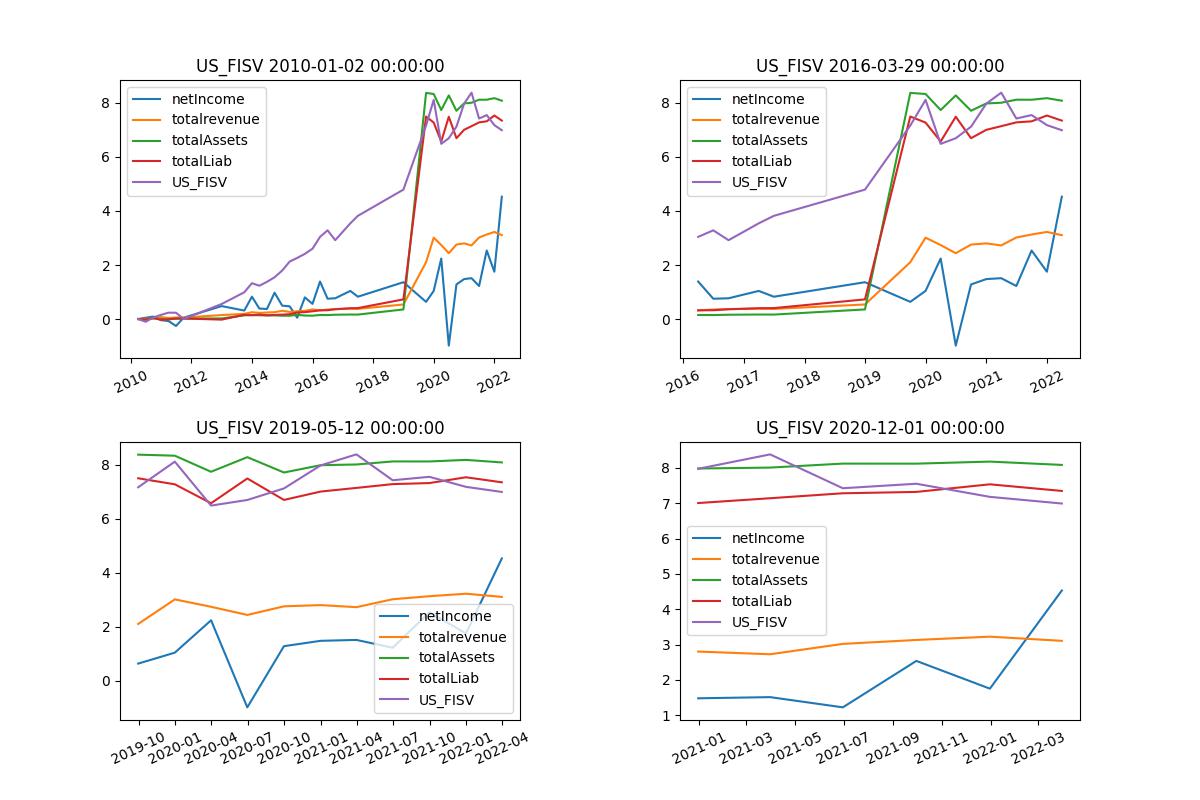 US_FISV 2010-01-02 00:00:00
netIncome
totalrevenue
totalAssets
totalLiab
US_FISV
8
6
4
2
0
2010 2012 2014 2016 2018 2020 2022
US_FISV 2016-03-29 00:00:00
netIncome
totalrevenue
totalAssets
totalLiab
US_FISV
8
6
4
2
0
2016 2017 2018 2019 2020 2021 2022
US_FISV 2019-05-12 00:00:00
8
6
4
2
0
netIncome
totalrevenue
totalAssets
totalLiab
US_FISV
2019-10 2020-01 2020-04 2020-07 2020-10 2021-01 2021-04 2021-07 2021-10 2022-01 2022-04
US_FISV 2020-12-01 00:00:00
8
7
6
5
4
3
2
1
netIncome
totalrevenue
totalAssets
totalLiab
US_FISV
2021-01 2021-03 2021-05 2021-07 2021-09 2021-11 2022-01 2022-03